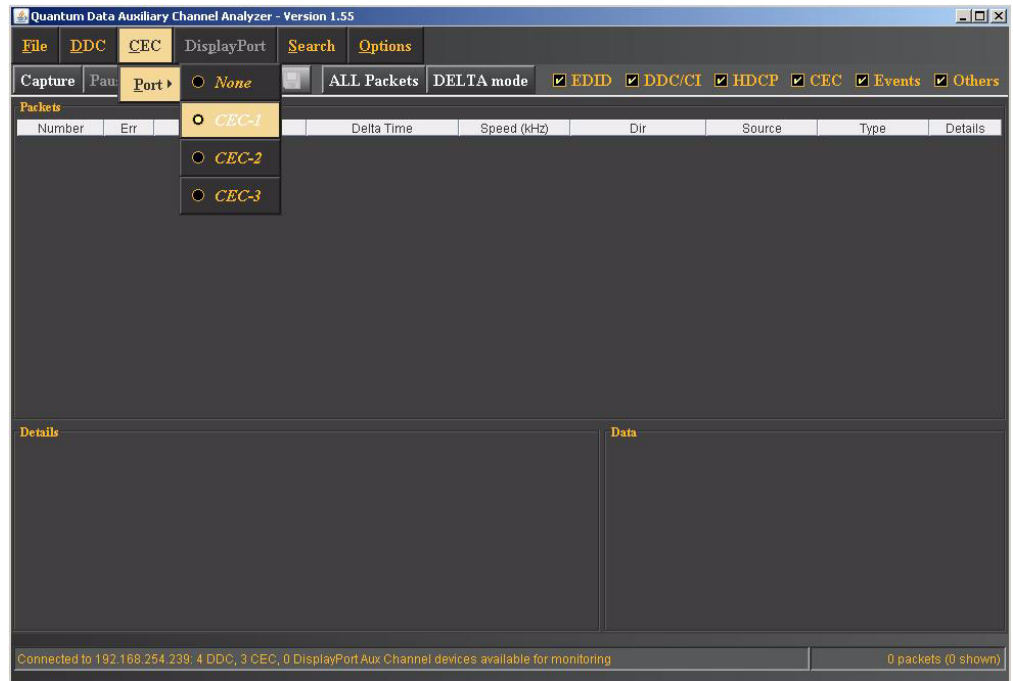 Quantum Data Auxiliary Channel Analyzer - Version 1.55
File DDC CEC DisplayPort Search Options
Capture Port None ALL Packets DELTA mode EDID DDC/CI HDCP CEC Events Others
Packets
Number Err CEC-1 Delta Time Speed (kHz) Dir Source Type Details
CEC-2
CEC-3
Details Data
Connected to 192.168.254.239: 4 DDC, 3 CEC, 0 DisplayPort Aux Channel devices available for monitoring 0 packets (0 shown)